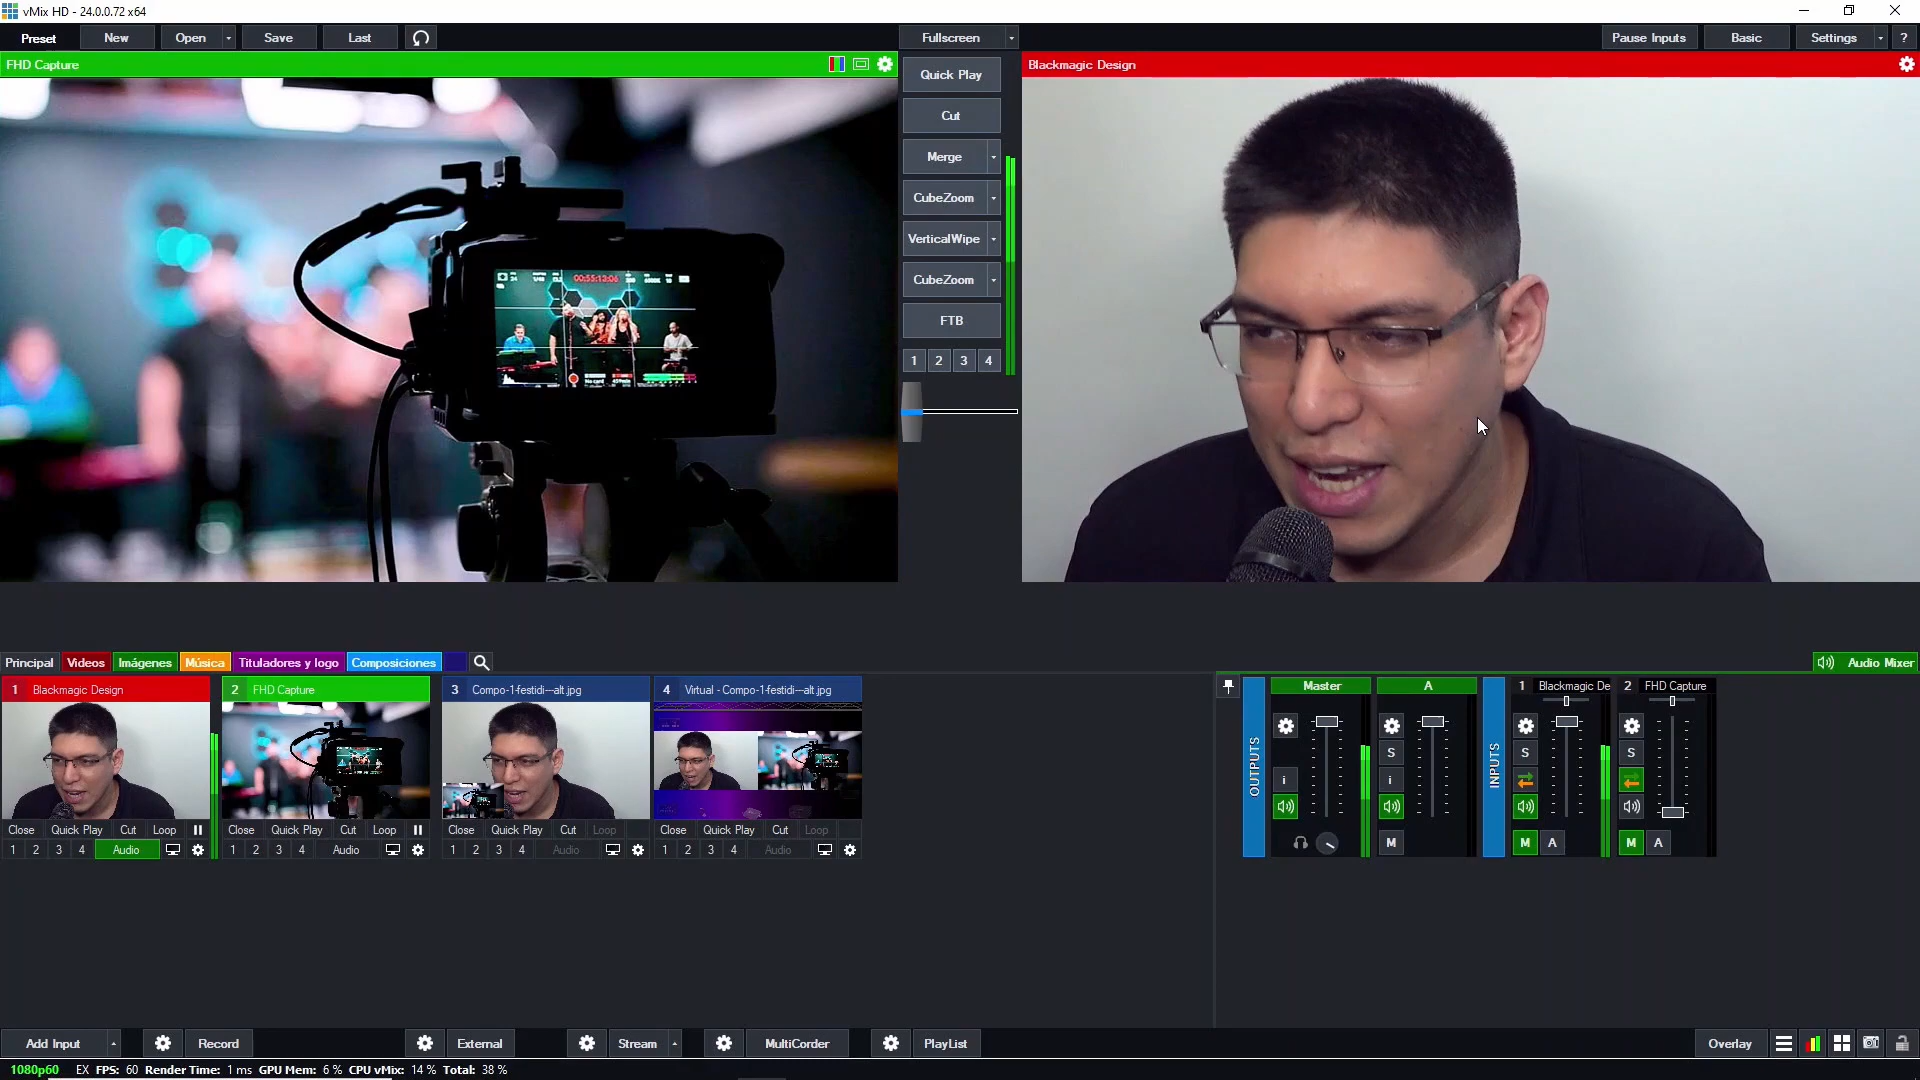 vMix HD - 24.0.0.72 x64
Preset New Open Save Last Fullscreen Pause Inputs Basic Settings ?
FHD Capture
Blackmagic Design
Quick Play
Cut
Merge
CubeZoom
VerticalWipe
CubeZoom
FTB
1 2 3 4
00:55:13:06
Principal Videos Imágenes Música Tituladores y logo Composiciones
Audio Mixer
1 Blackmagic Design
2 FHD Capture
3 Compo-1-festidi---alt.jpg
4 Virtual - Compo-1-festidi---alt.jpg
Close Quick Play Cut Loop
1 2 3 4 Audio
Close Quick Play Cut Loop
1 2 3 4 Audio
Close Quick Play Cut Loop
1 2 3 4 Audio
Close Quick Play Cut Loop
1 2 3 4 Audio
OUTPUTS
Master
i
A
S
i
M
INPUTS
1 Blackmagic De
S
M A
2 FHD Capture
S
M A
Add Input Record External Stream MultiCorder PlayList Overlay
1080p60 EX FPS: 60 Render Time: 1 ms GPU Mem: 6 % CPU vMix: 14 % Total: 38 %